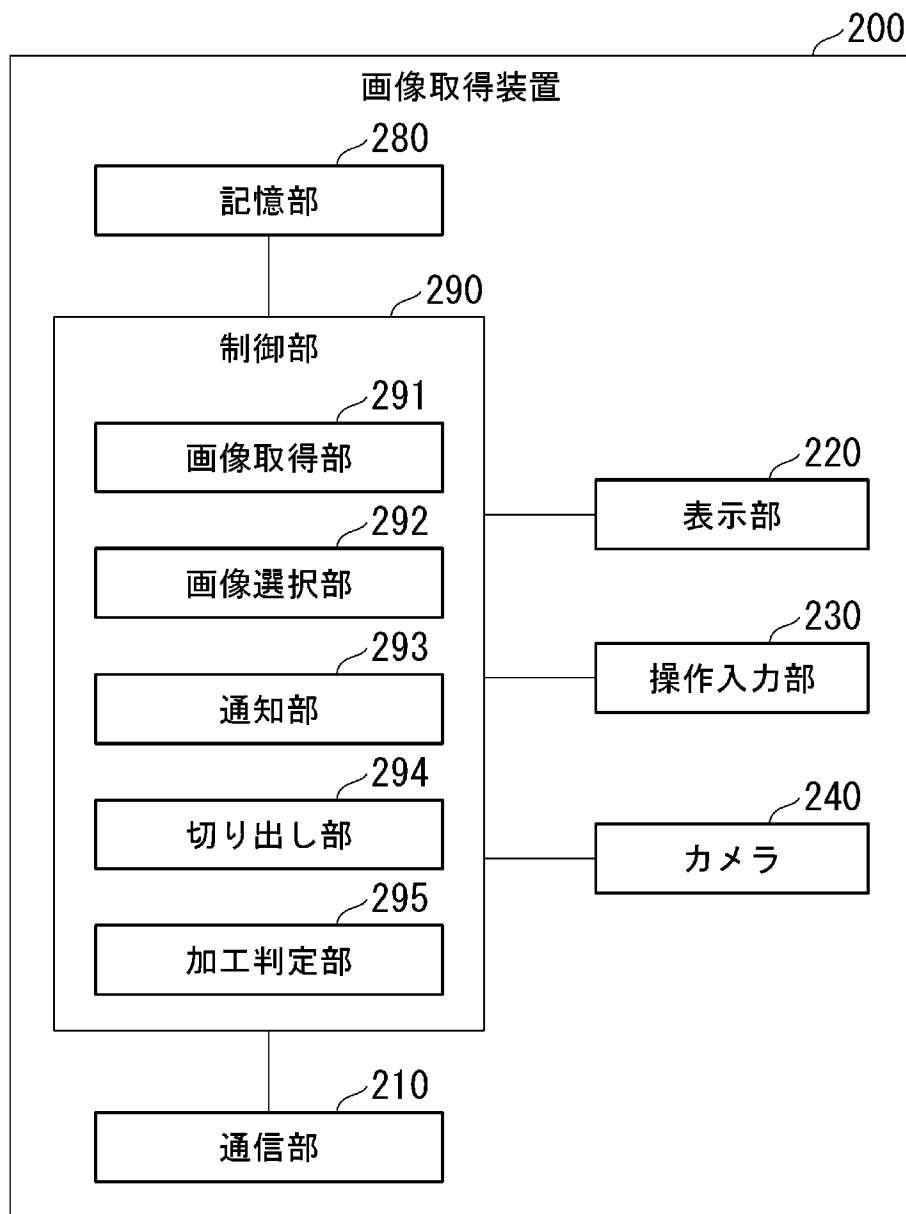 200
画像取得装置
280
記憶部
290
制御部
291
画像取得部
292
画像選択部
293
通知部
294
切り出し部
295
加工判定部
220
表示部
230
操作入力部
240
カメラ
210
通信部